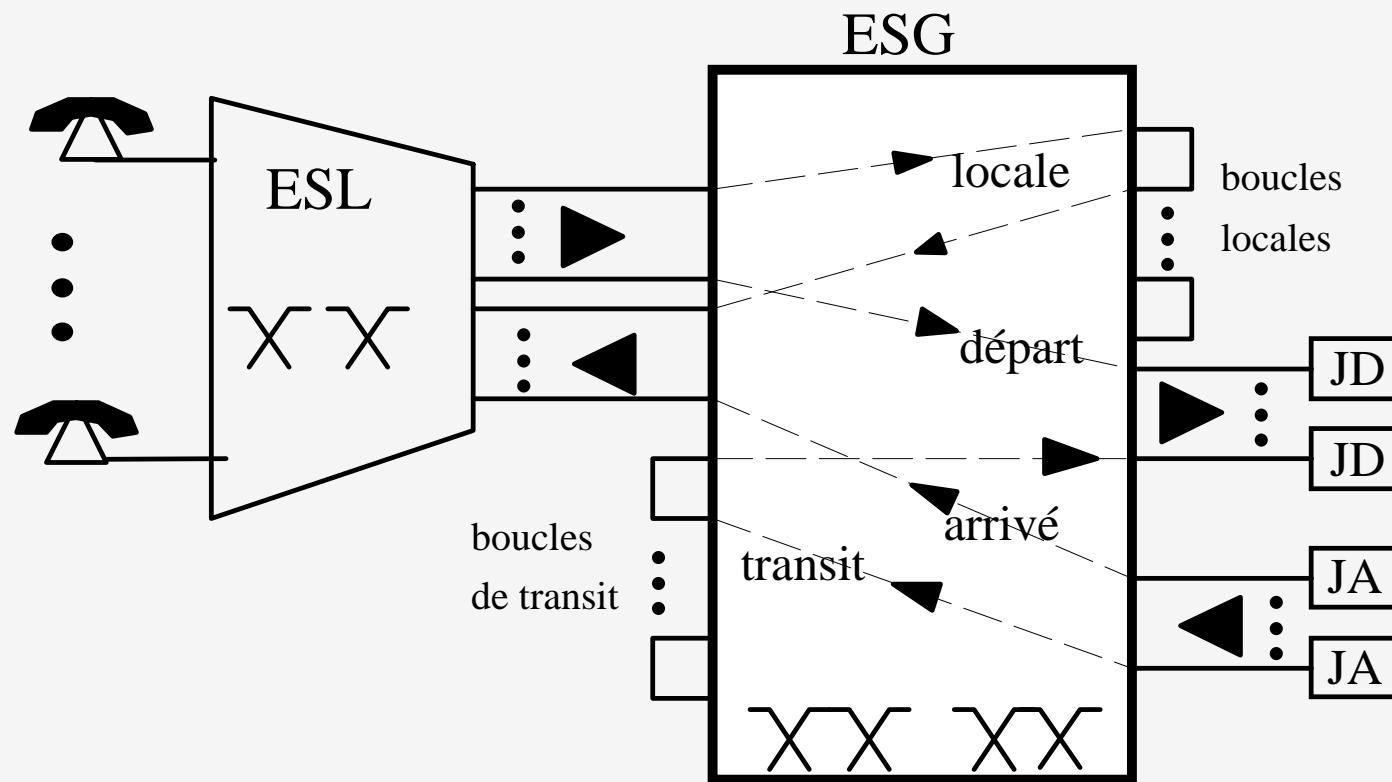 ESG
ESL
locale
boucles
locales
départ
JD
JD
arrivé
boucles
de transit
transit
JA
JA